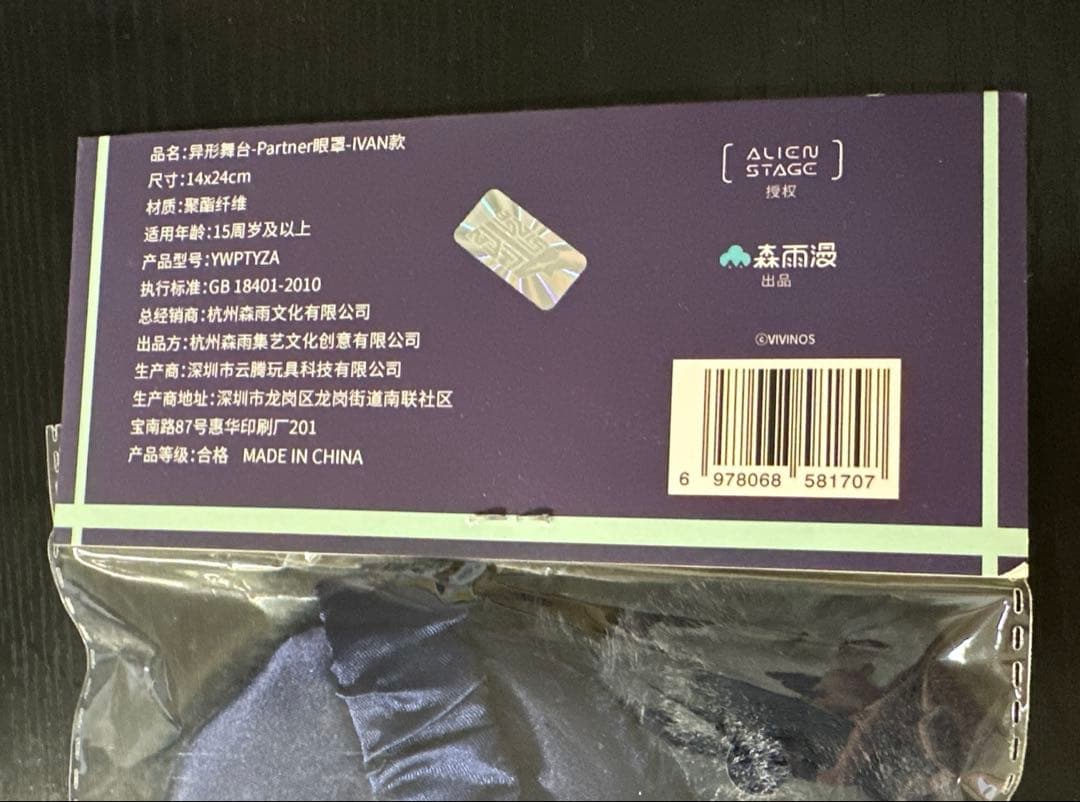 品名:异形舞台-Partner眼罩-IVAN款
尺寸:14x24cm
材质:聚酯纤维
适用年龄:15周岁及以上
产品型号:YWPTYZA
执行标准:GB 18401-2010
总经销商:杭州森雨文化有限公司
出品方:杭州森雨集艺文化创意有限公司
生产商:深圳市云腾玩具科技有限公司
生产商地址:深圳市龙岗区龙岗街道南联社区
宝南路87号惠华印刷厂201
产品等级:合格 MADE IN CHINA
ALIEN
STAGE
授权
森雨漫
出品
©VIVINOS
6 978068 581707